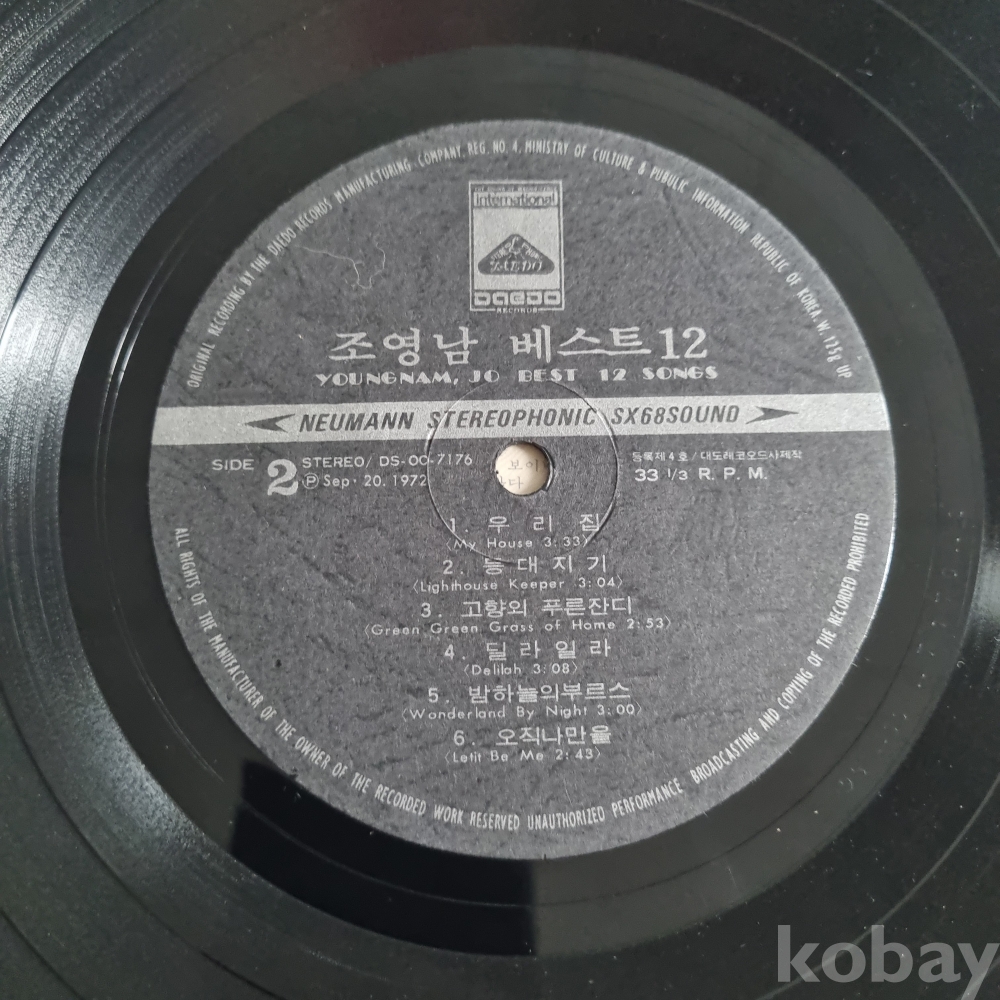 ORIGINAL RECORDING BY THE DAEDO RECORDS MANUFACTURING COMPANY, REG. NO. 4. MINISTRY OF CULTURE & PUBLIC INFORMATION REPUBLIC OF KOREA. W. 1258 UP
International
DAEDO
RECORDS
조영남 베스트12
YOUNGNAM, JO BEST 12 SONGS
NEUMANN STEREOPHONIC SX68SOUND
SIDE 2
STEREO/ DS-OO-7176
Ⓟ Sep · 20. 1972
등록제4호/대도레코오드사제작
33 1/3 R. P. M.
보이
다
1. 우리집
〈My House 3:33〉
2. 등대지기
〈Lighthouse Keeper 3:04〉
3. 고향의 푸른잔디
〈Green Green Grass of Home 2:53〉
4. 딜라일라
〈Delilah 3:08〉
5. 밤하늘의부르스
〈Wonderland By Night 3:00〉
6. 오직나만을
〈Letit Be Me 2:43〉
ALL RIGHTS OF THE MANUFACTURER OF THE OWNER OF THE RECORDED WORK RESERVED UNAUTHORIZED PERFORMANCE BROADCASTING AND COPYING OF THE RECORDED PROHIBITED
kobay